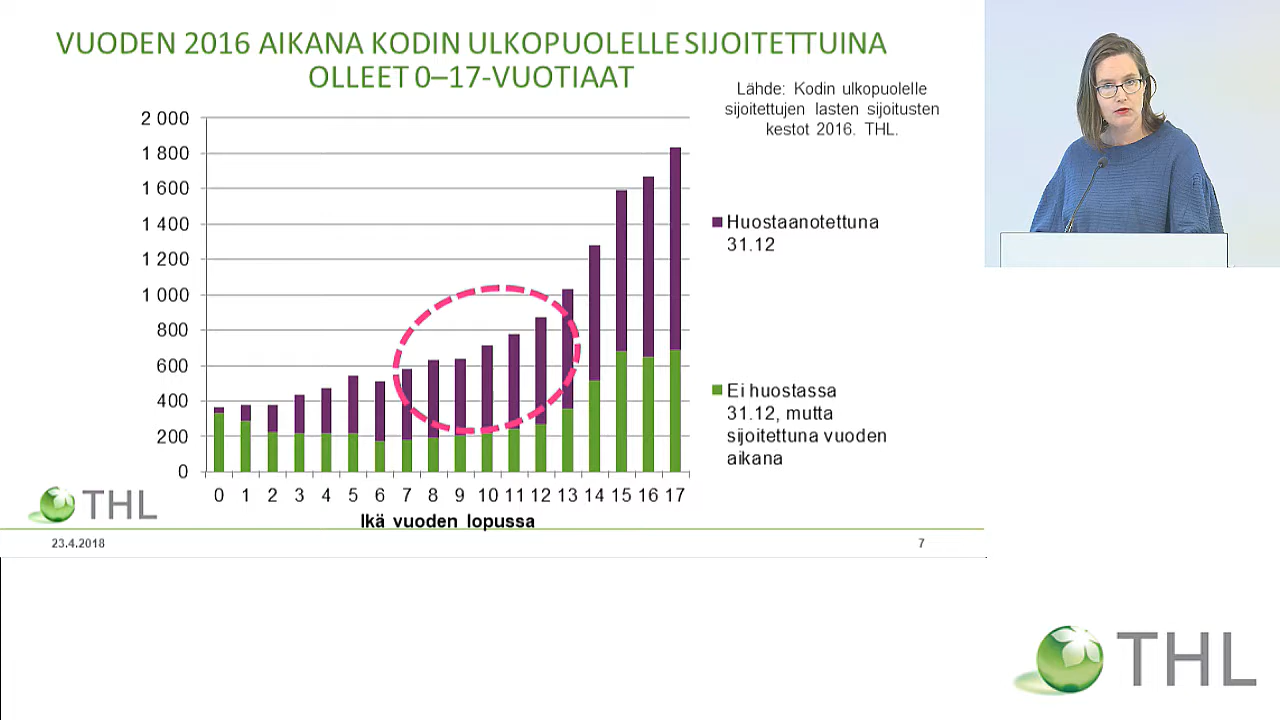 VUODEN 2016 AIKANA KODIN ULKOPUOLELLE SIJOITETTUINA
OLLEET 0–17-VUOTIAAT
Lähde: Kodin ulkopuolelle
sijoitettujen lasten sijoitusten
kestot 2016. THL.
2 000
1 800
1 600
1 400
1 200
1 000
800
600
400
200
0
0 1 2 3 4 5 6 7 8 9 10 11 12 13 14 15 16 17
Ikä vuoden lopussa
Huostaanotettuna
31.12
Ei huostassa
31.12, mutta
sijoitettuna vuoden
aikana
THL
23.4.2018
7
THL